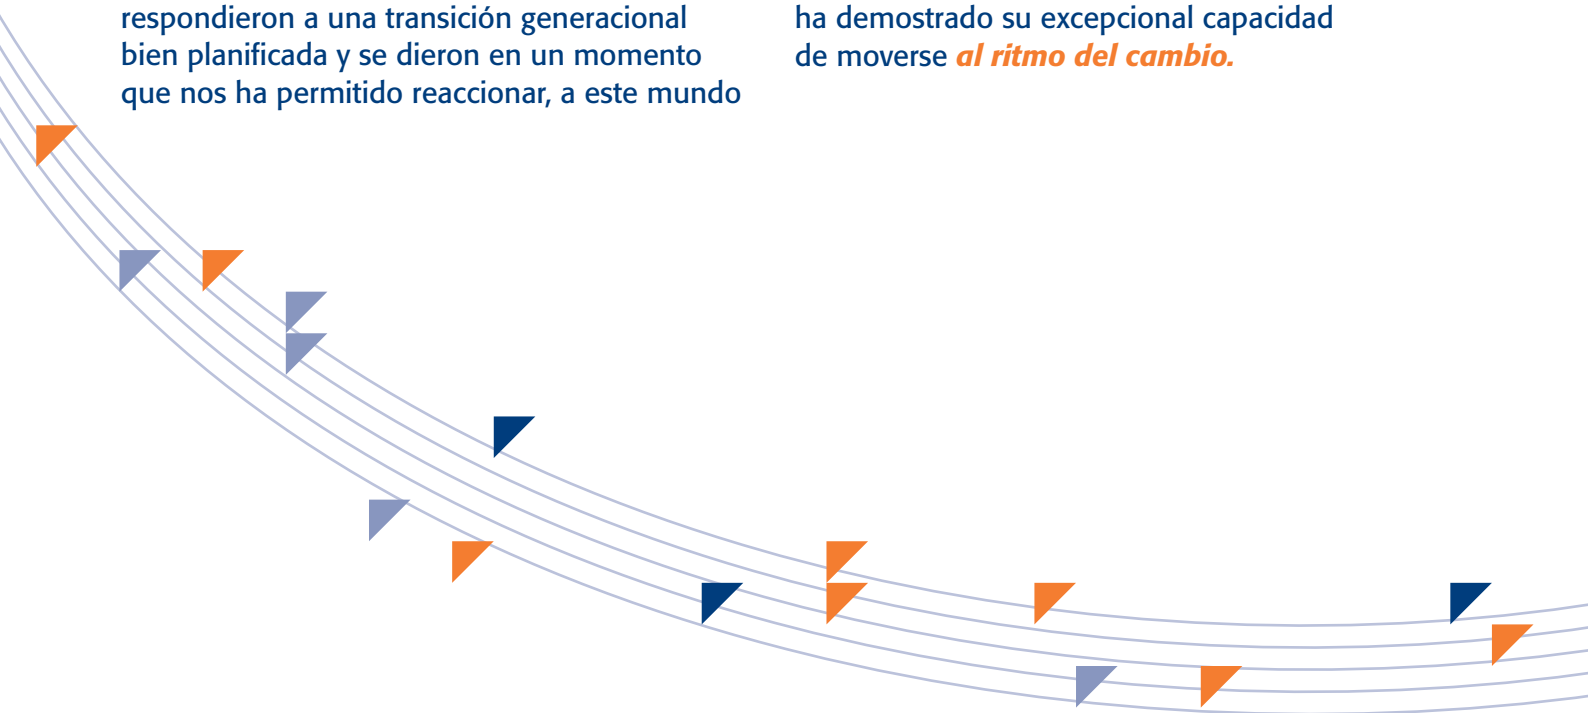 respondieron a una transición generacional
bien planificada y se dieron en un momento
que nos ha permitido reaccionar, a este mundo
ha demostrado su excepcional capacidad
de moverse al ritmo del cambio.